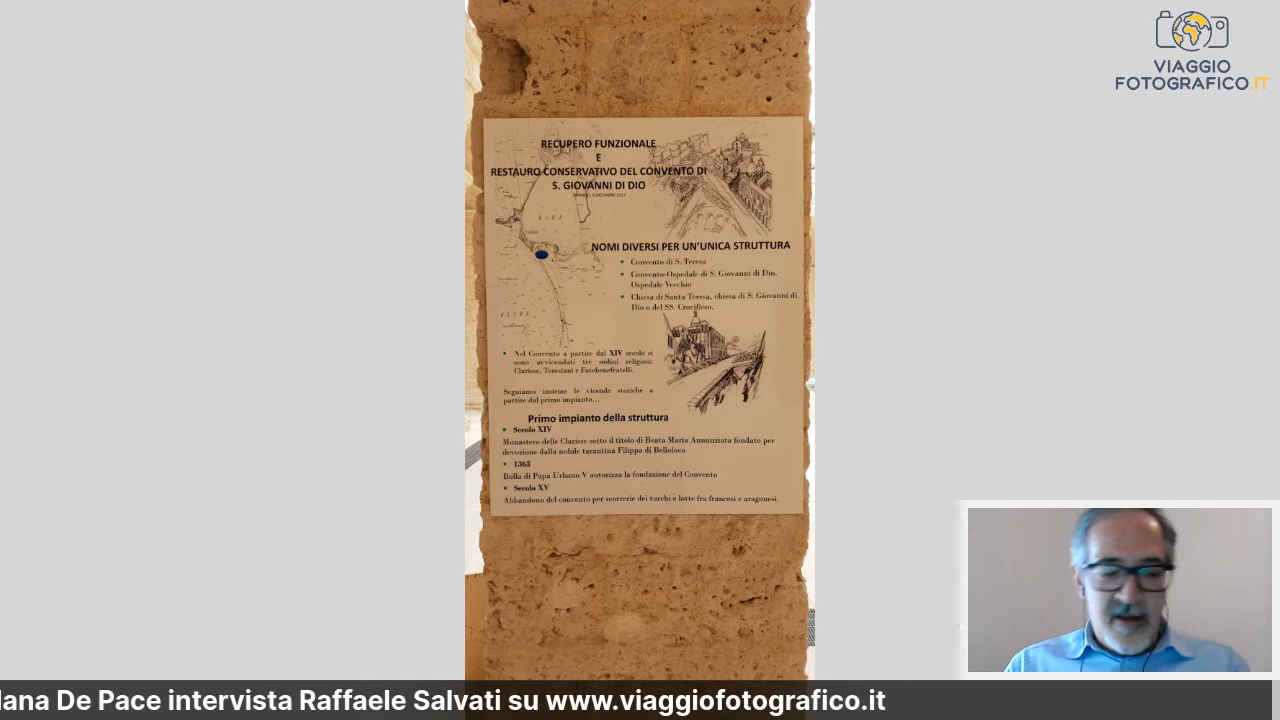 VIAGGIO
FOTOGRAFICO.IT
RECUPERO FUNZIONALE
E
RESTAURO CONSERVATIVO DEL CONVENTO DI
S. GIOVANNI DI DIO
MARE
NOMI DIVERSI PER UN'UNICA STRUTTURA
• Convento di S. Teresa
• Convento-Ospedale di S. Giovanni di Dio,
Ospedale Vecchio
• Chiesa di Santa Teresa, chiesa di S. Giovanni di
Dio o del SS. Crocifisso.
GRANDE
• Nel Convento a partire dal XIV secolo si
sono avvicendati tre ordini religiosi:
Clarisse, Teresiani e Fatebenefratelli.
Seguiamo insieme le vicende storiche a
partire dal primo impianto...
Primo impianto della struttura
• Secolo XIV
Monastero delle Clarisse sotto il titolo di Beata Maria Annunziata fondato per
devozione dalla nobile tarantina Filippa di Belloloco
• 1363
Bolla di Papa Urbano V autorizza la fondazione del Convento
• Secolo XV
Abbandono del convento per scorrerie dei turchi e lotte fra francesi e aragonesi.
lana De Pace intervista Raffaele Salvati su www.viaggiofotografico.it